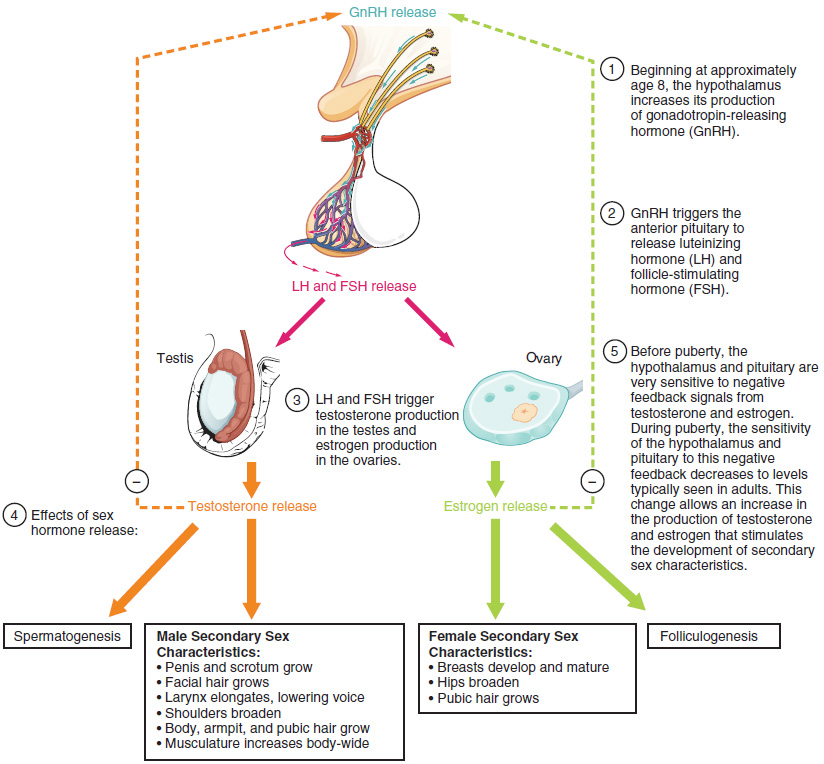 GnRH release
1
Beginning at approximately
age 8, the hypothalamus
increases its production
of gonadotropin-releasing
hormone (GnRH).
2
GnRH triggers the
anterior pituitary to
release luteinizing
hormone (LH) and
follicle-stimulating
hormone (FSH).
LH and FSH release
Testis
Ovary
3
LH and FSH trigger
testosterone production
in the testes and
estrogen production
in the ovaries.
5
Before puberty, the
hypothalamus and pituitary are
very sensitive to negative
feedback signals from
testosterone and estrogen.
During puberty, the sensitivity
of the hypothalamus and
pituitary to this negative
feedback decreases to levels
typically seen in adults. This
change allows an increase in
the production of testosterone
and estrogen that stimulates
the development of secondary
sex characteristics.
−
−
Testosterone release
Estrogen release
4
Effects of sex
hormone release:
Spermatogenesis
Male Secondary Sex
Characteristics:
• Penis and scrotum grow
• Facial hair grows
• Larynx elongates, lowering voice
• Shoulders broaden
• Body, armpit, and pubic hair grow
• Musculature increases body-wide
Female Secondary Sex
Characteristics:
• Breasts develop and mature
• Hips broaden
• Pubic hair grows
Folliculogenesis